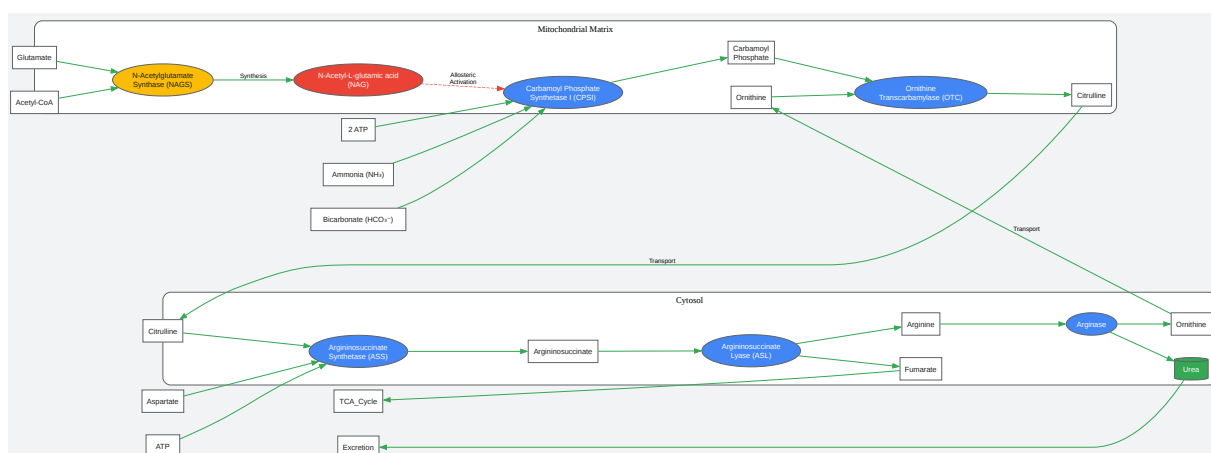 Mitochondrial Matrix
Glutamate
Acetyl-CoA
N-Acetylglutamate
Synthase (NAGS)
Synthesis
N-Acetyl-L-glutamic acid
(NAG)
Allosteric
Activation
Carbamoyl Phosphate
Synthetase I (CPSI)
Carbamoyl
Phosphate
Ornithine
Ornithine
Transcarbamylase (OTC)
Citrulline
2 ATP
Ammonia (NH₃)
Bicarbonate (HCO₃⁻)
Transport
Transport
Cytosol
Citrulline
Argininosuccinate
Synthetase (ASS)
Argininosuccinate
Argininosuccinate
Lyase (ASL)
Arginine
Arginase
Ornithine
Fumarate
Urea
Aspartate
TCA_Cycle
ATP
Excretion